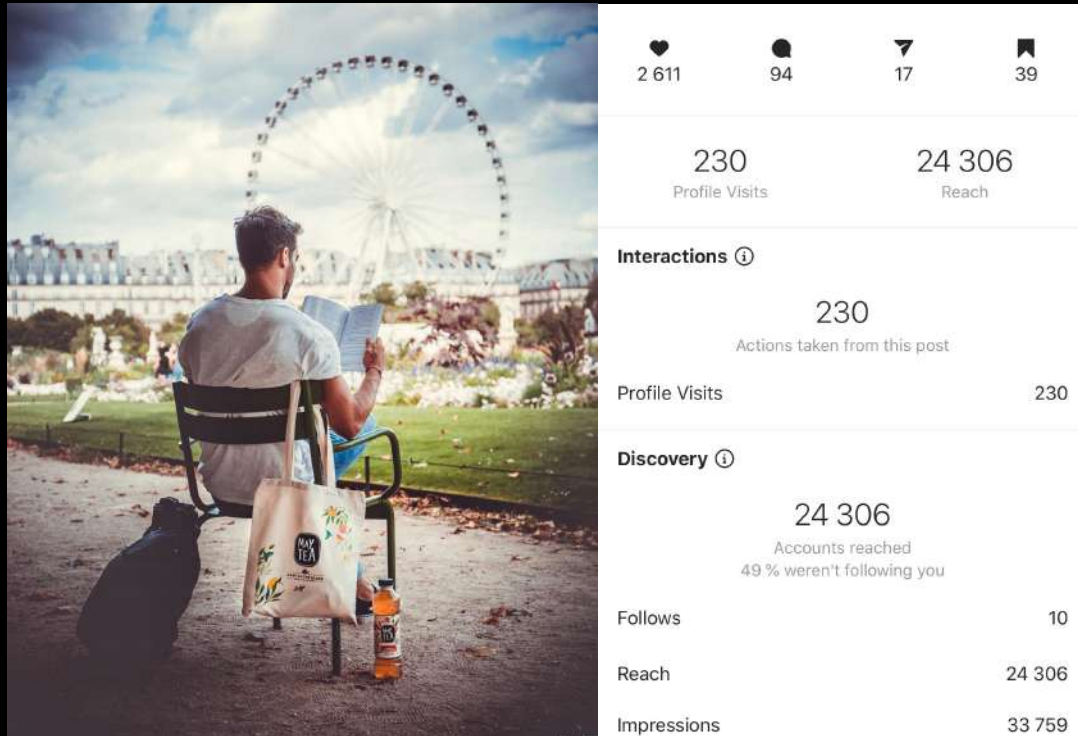 MAY
TEA
MAY
TEA
2 611
94
17
39
230
24 306
Profile Visits
Reach
Interactions
230
Actions taken from this post
Profile Visits
230
Discovery
24 306
Accounts reached
49 % weren't following you
Follows
10
Reach
24 306
Impressions
33 759